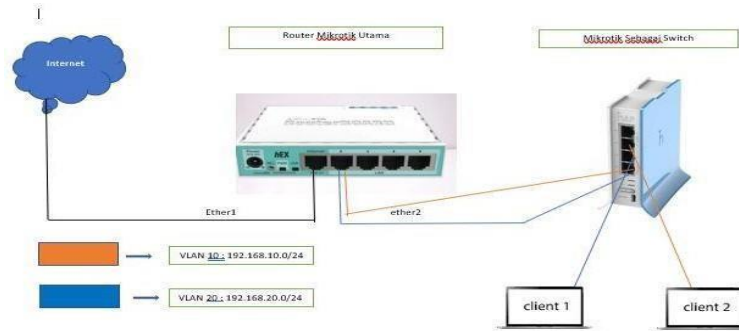 Router Mikrotik Utama
Mikrotik Sebagai Switch
Internet
hEX
Ether1
ether2
VLAN 10 : 192.168.10.0/24
VLAN 20 : 192.168.20.0/24
client 1
client 2